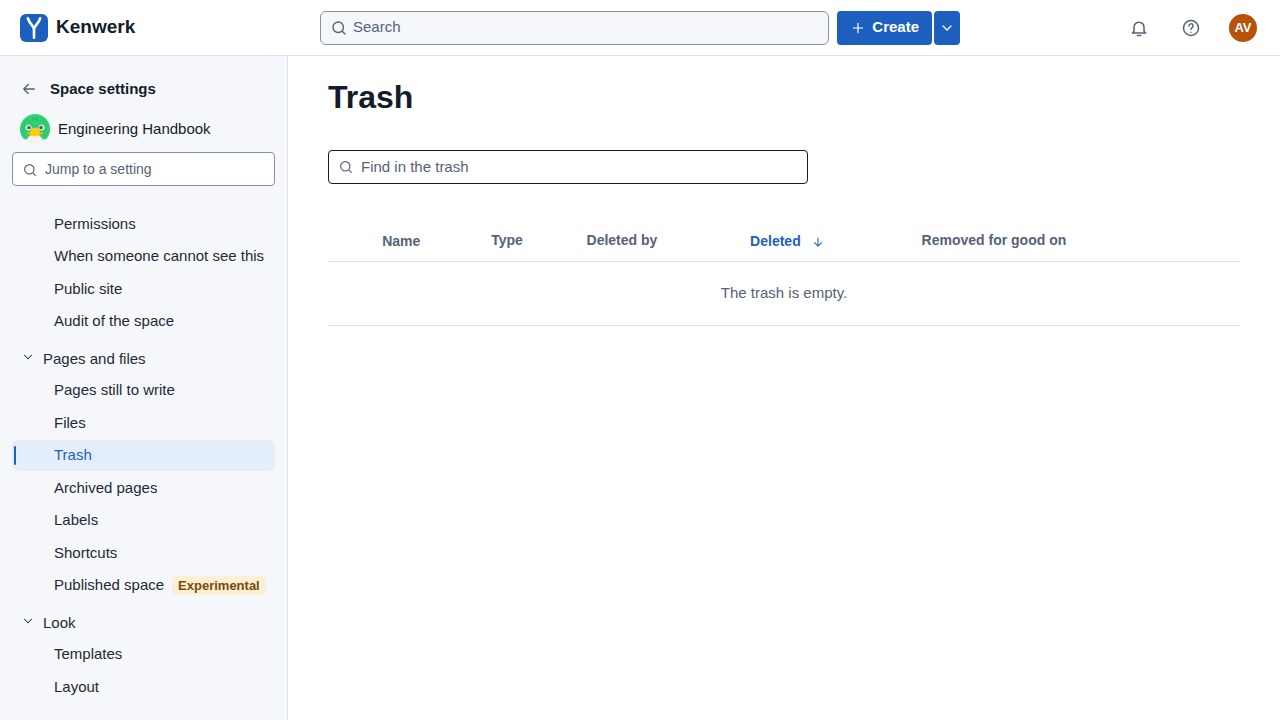 Kenwerk
Search
Create
AV
Space settings
Engineering Handbook
Jump to a setting
Permissions
When someone cannot see this
Public site
Audit of the space
Pages and files
Pages still to write
Files
Trash
Archived pages
Labels
Shortcuts
Published space Experimental
Look
Templates
Layout
Trash
Find in the trash
Name Type Deleted by Deleted Removed for good on
The trash is empty.